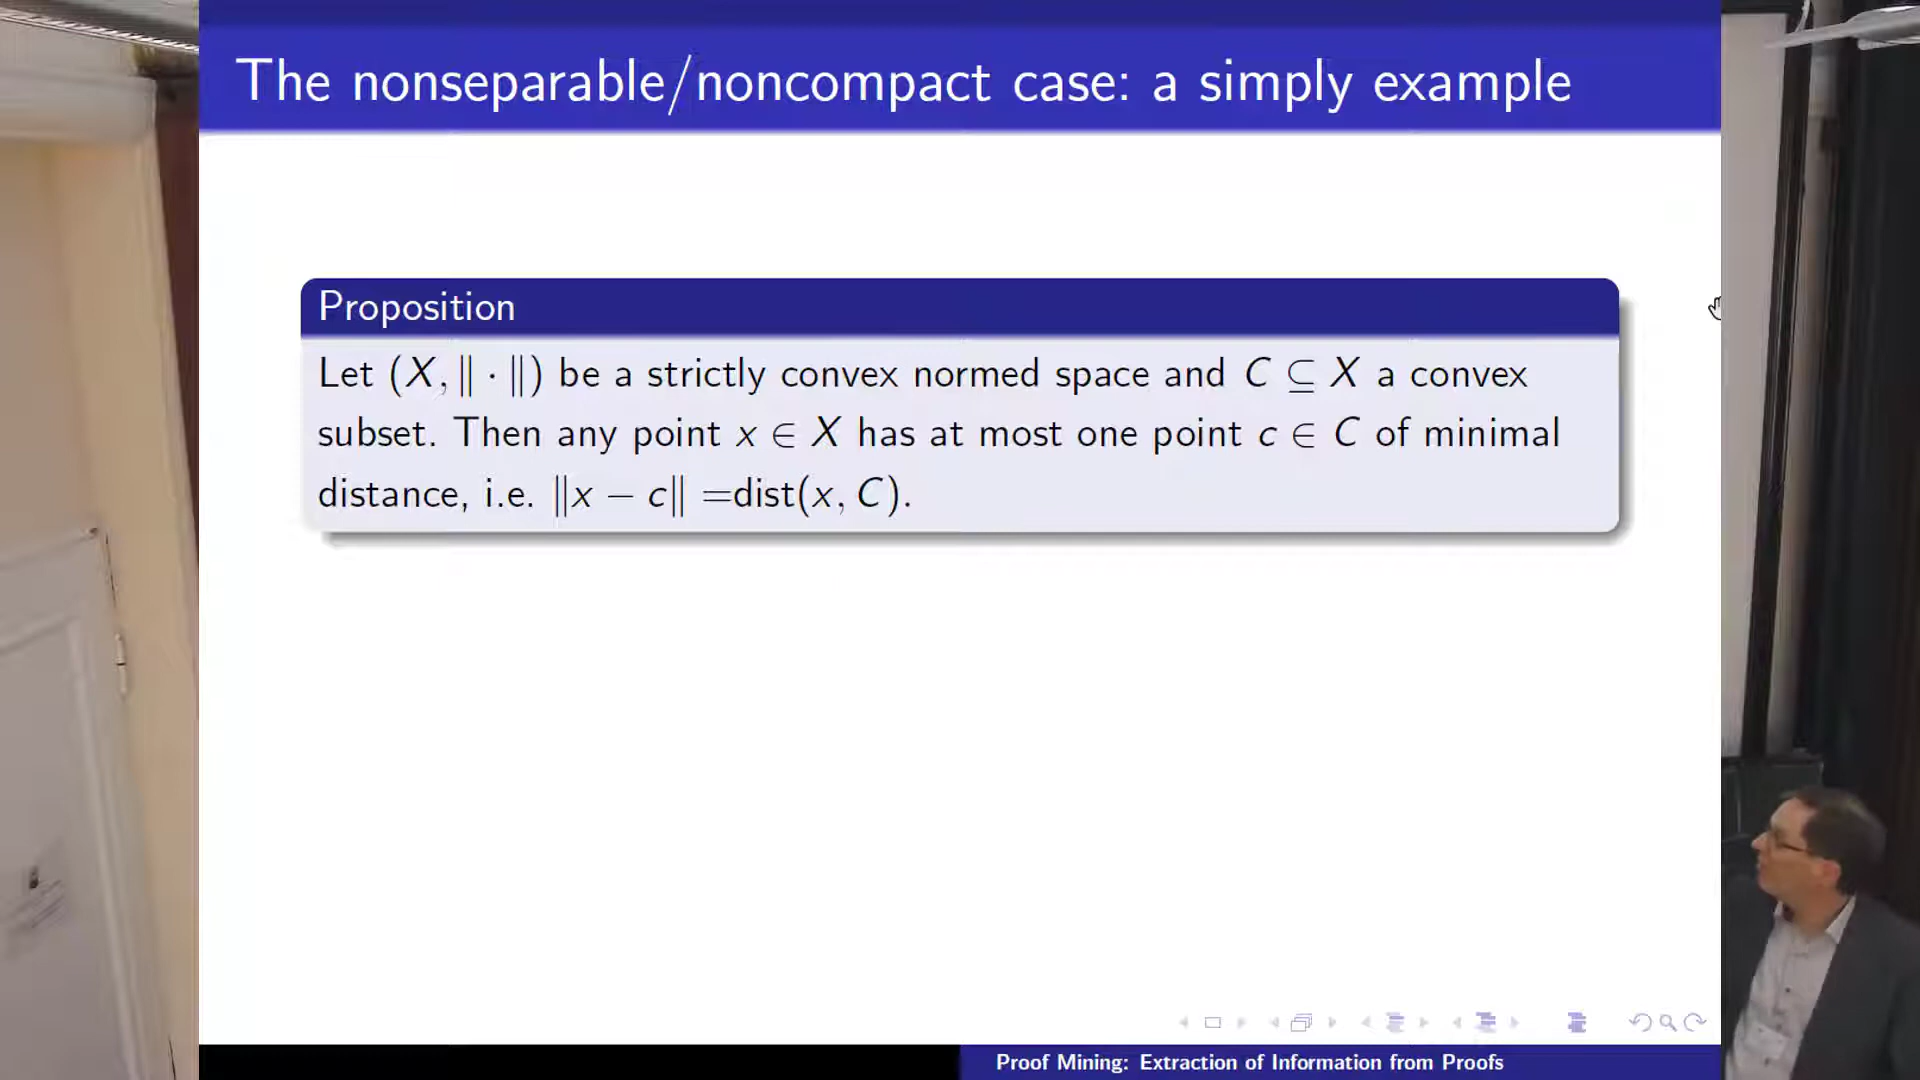 The nonseparable/noncompact case: a simply example
Proposition
Let (X, ‖ · ‖) be a strictly convex normed space and C ⊆ X a convex
subset. Then any point x ∈ X has at most one point c ∈ C of minimal
distance, i.e. ‖x − c‖ =dist(x, C).
Proof Mining: Extraction of Information from Proofs